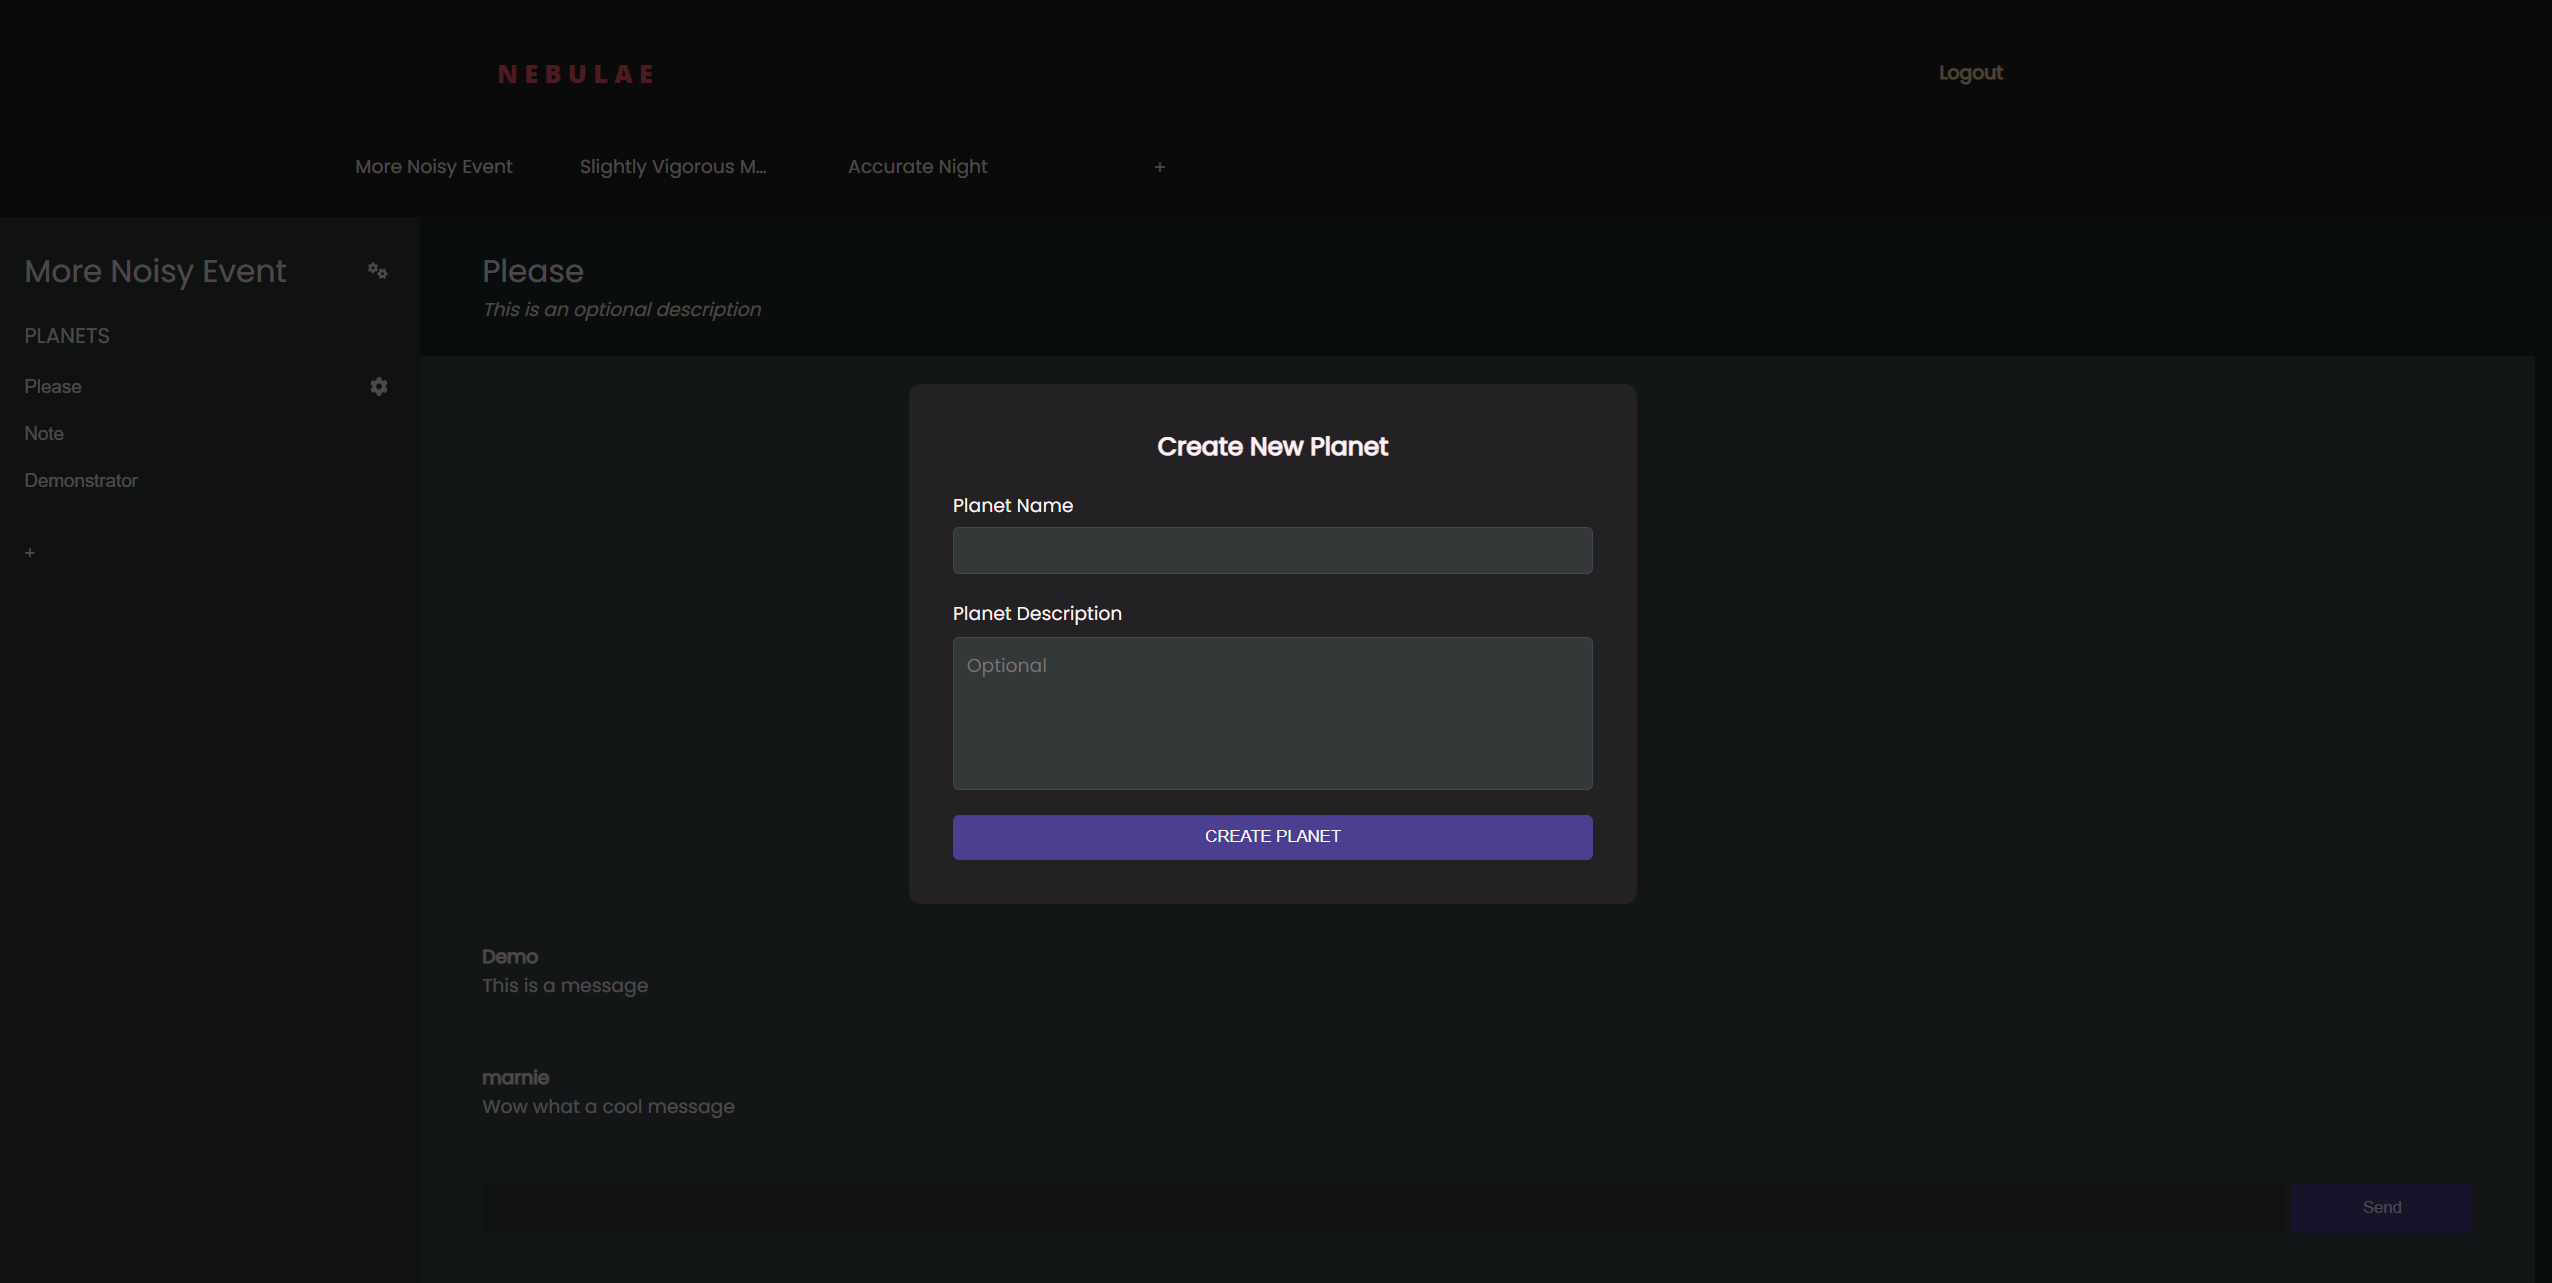 NEBULAE
Logout
More Noisy Event
Slightly Vigorous M...
Accurate Night
+
More Noisy Event
PLANETS
Please
Note
Demonstrator
+
Please
This is an optional description
Create New Planet
Planet Name
Planet Description
Optional
CREATE PLANET
Demo
This is a message
marnie
Wow what a cool message
Send